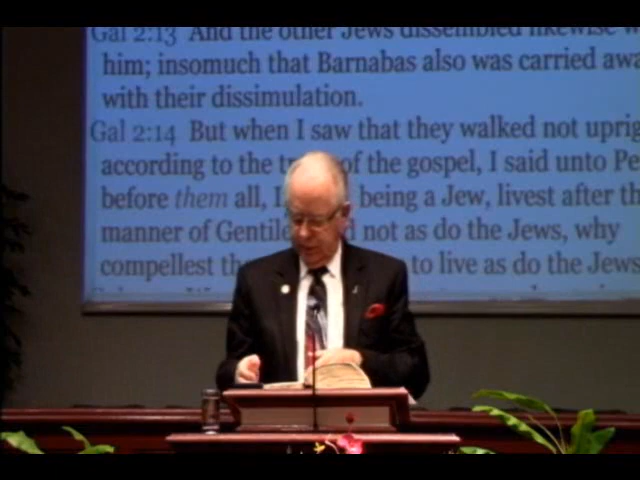 Gal 2:13 And the other Jews dissembled likewise w
him; insomuch that Barnabas also was carried awa
with their dissimulation.
Gal 2:14 But when I saw that they walked not uprig
according to the of the gospel, I said unto Pe
before them all, being a Jew, livest after th
manner of not as do the Jews, why
compellest to live as do the Jews